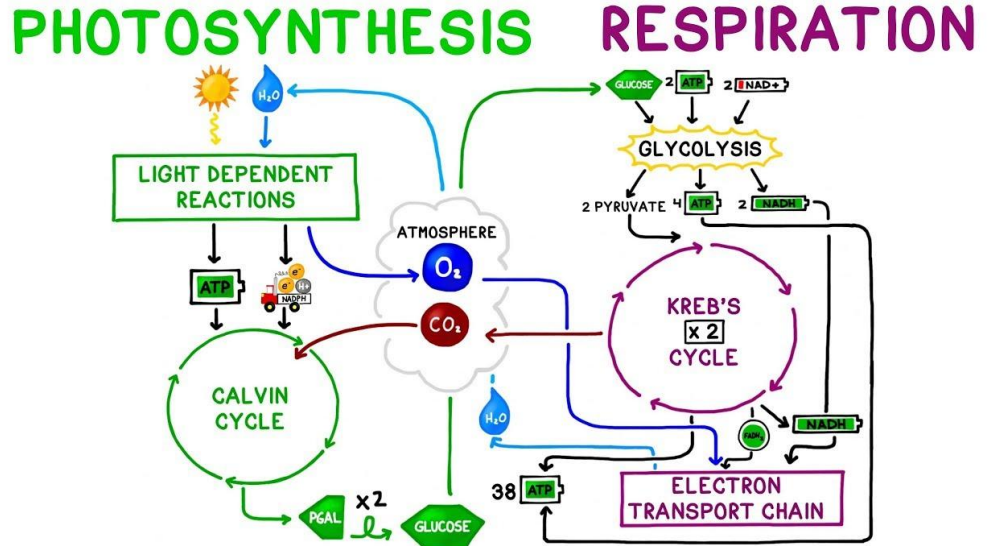 PHOTOSYNTHESIS
RESPIRATION
H₂O
GLUCOSE
2 ATP
2 NAD+
GLYCOLYSIS
LIGHT DEPENDENT
REACTIONS
2 PYRUVATE
4 ATP
2 NADH
ATMOSPHERE
O₂
CO₂
ATP
e⁻
e⁻
H+
NADPH
KREB'S
x 2
CYCLE
CALVIN
CYCLE
H₂O
FADH₂
NADH
38 ATP
ELECTRON
TRANSPORT CHAIN
PGAL
x2
GLUCOSE